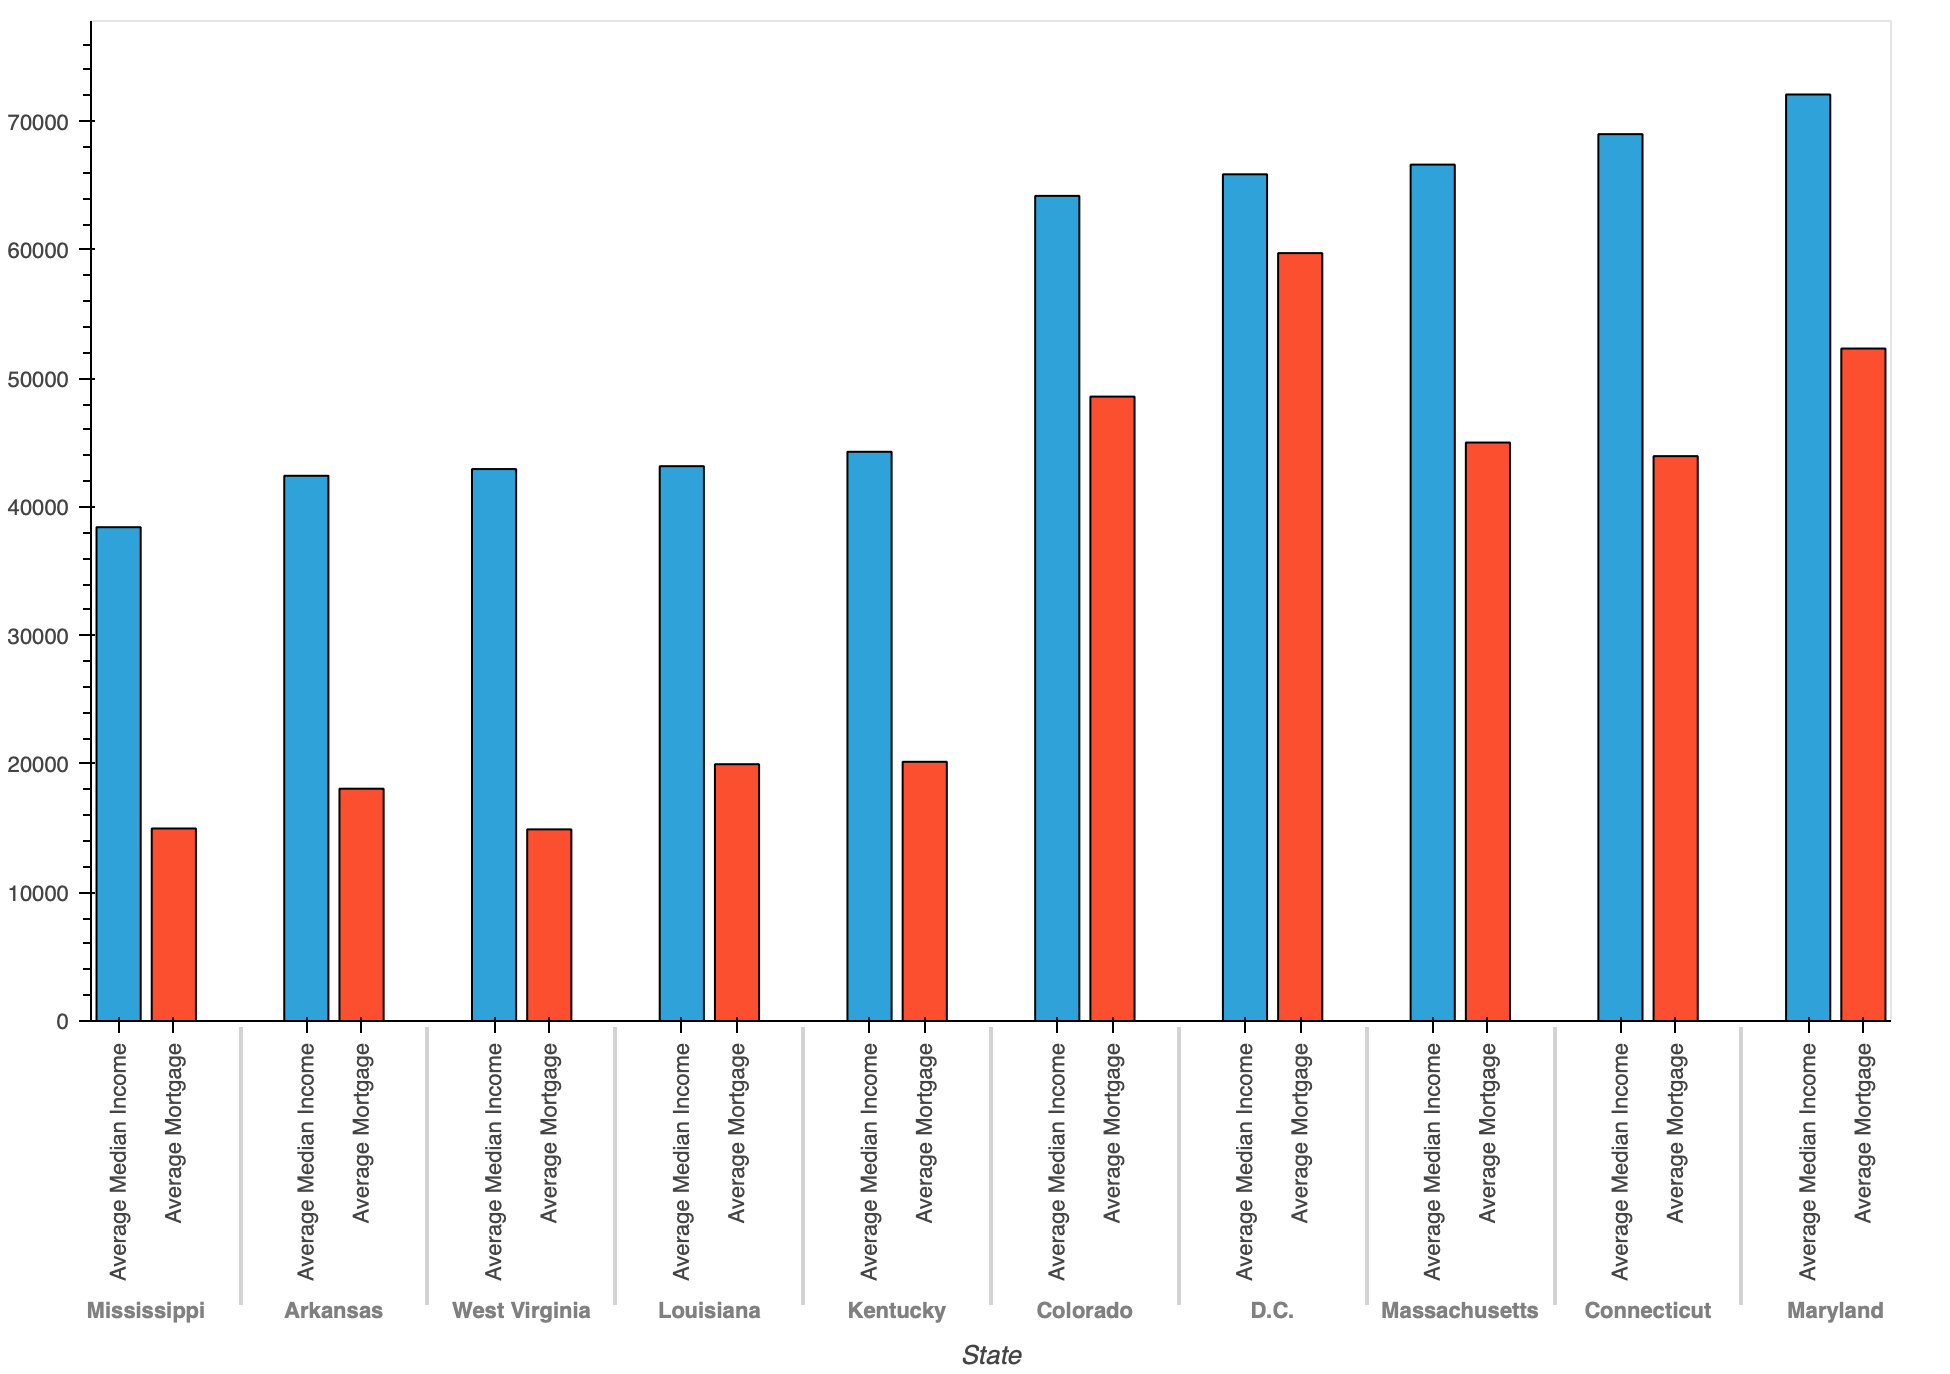 70000
60000
50000
40000
30000
20000
10000
0
Average Median Income
Average Mortgage
Average Median Income
Average Mortgage
Average Median Income
Average Mortgage
Average Median Income
Average Mortgage
Average Median Income
Average Mortgage
Average Median Income
Average Mortgage
Average Median Income
Average Mortgage
Average Median Income
Average Mortgage
Average Median Income
Average Mortgage
Average Median Income
Average Mortgage
Mississippi Arkansas West Virginia Louisiana Kentucky Colorado D.C. Massachusetts Connecticut Maryland
State